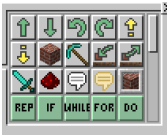 REP IF WHILE FOR DO